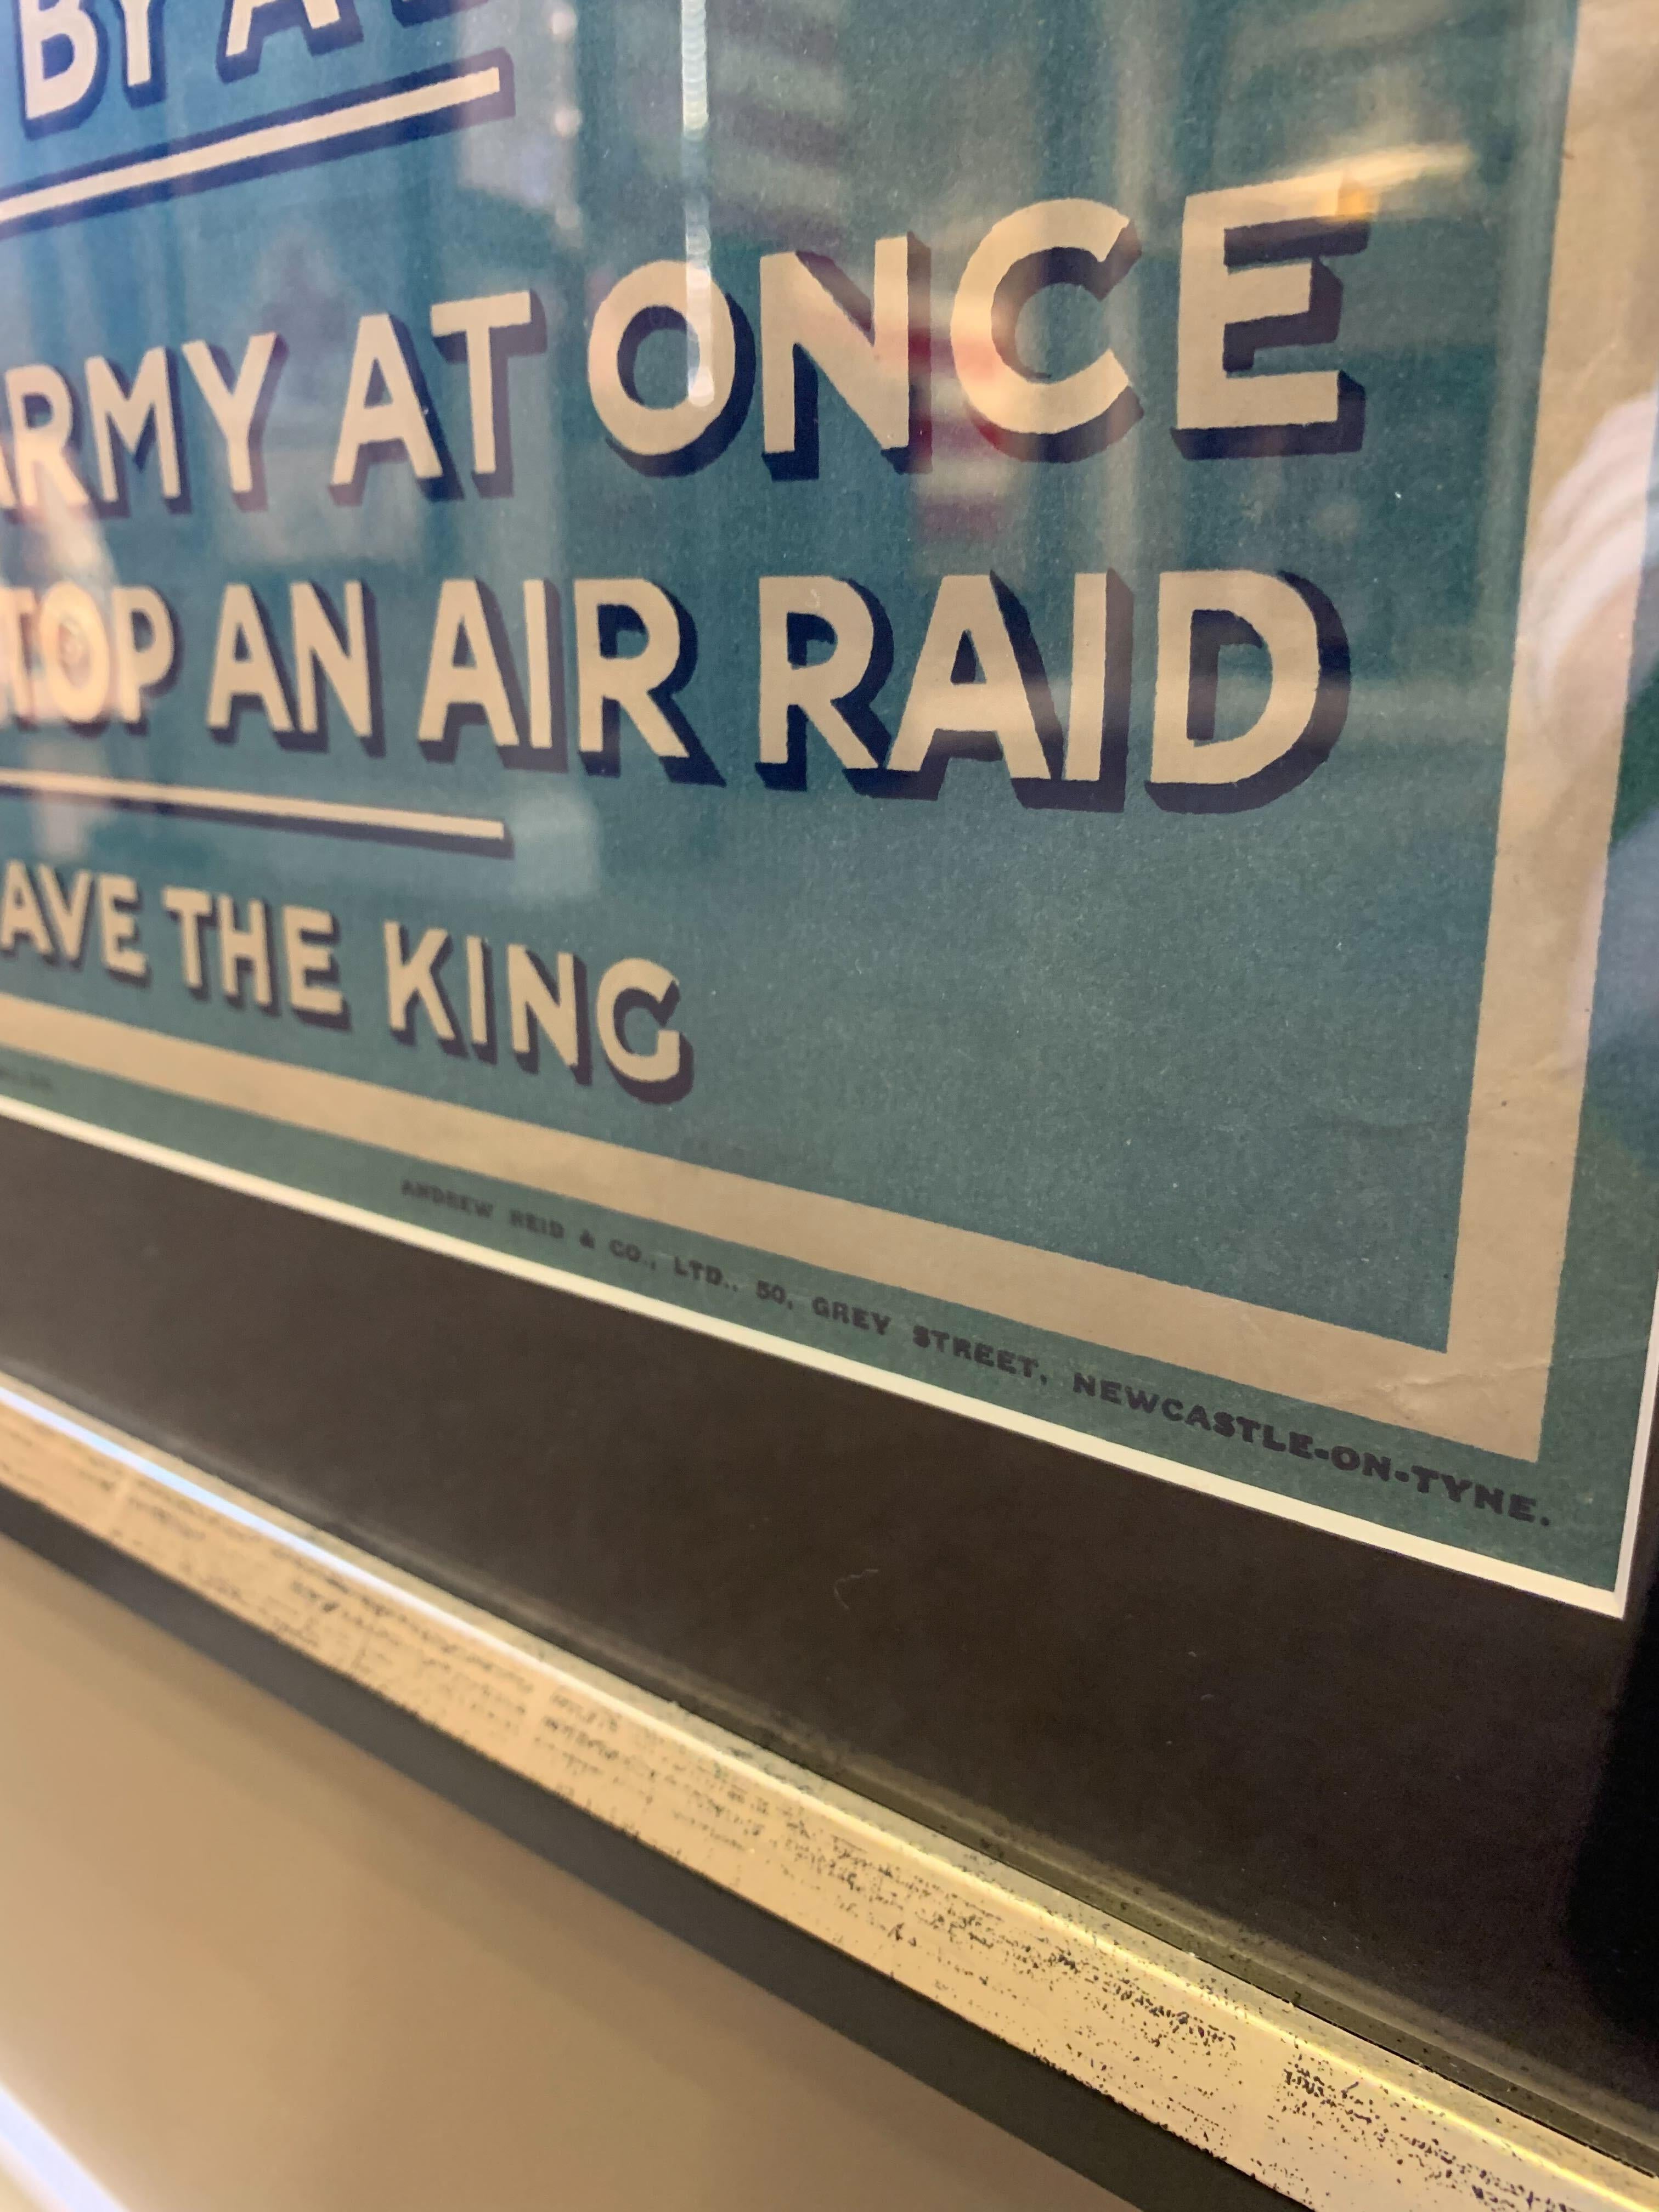 BY A
ARMY AT ONCE
TOP AN AIR RAID
AVE THE KING
ANDREW REID & CO., LTD., 50, GREY STREET, NEWCASTLE-ON-TYNE.